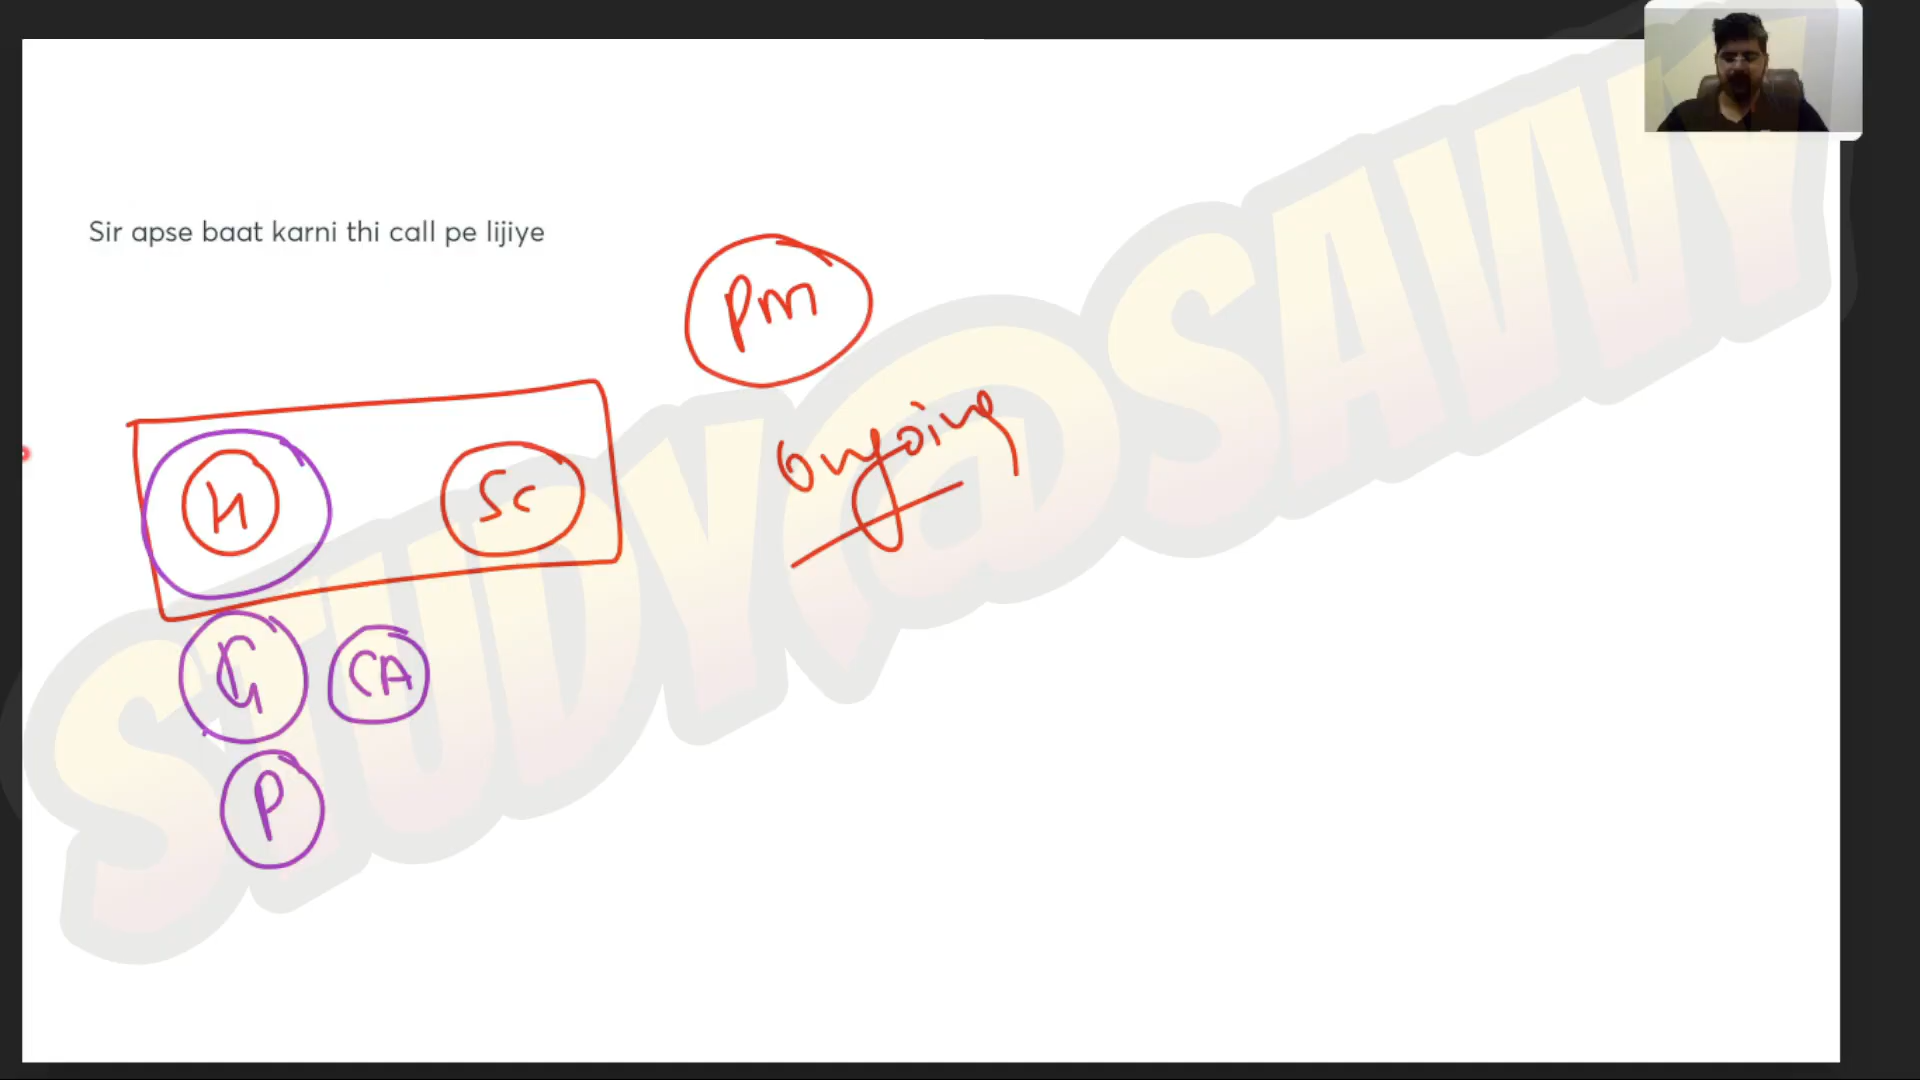 Sir apse baat karni thi call pe lijiye
Pm
Ongoing
H
Sc
G
CA
P
STUDY@SAVVY